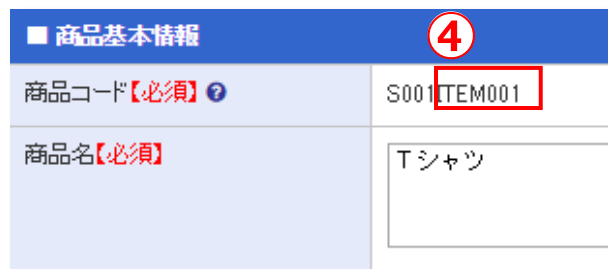 ■ 商品基本情報
④
商品コード【必須】 ?
S001ITEM001
商品名【必須】
Tシャツ